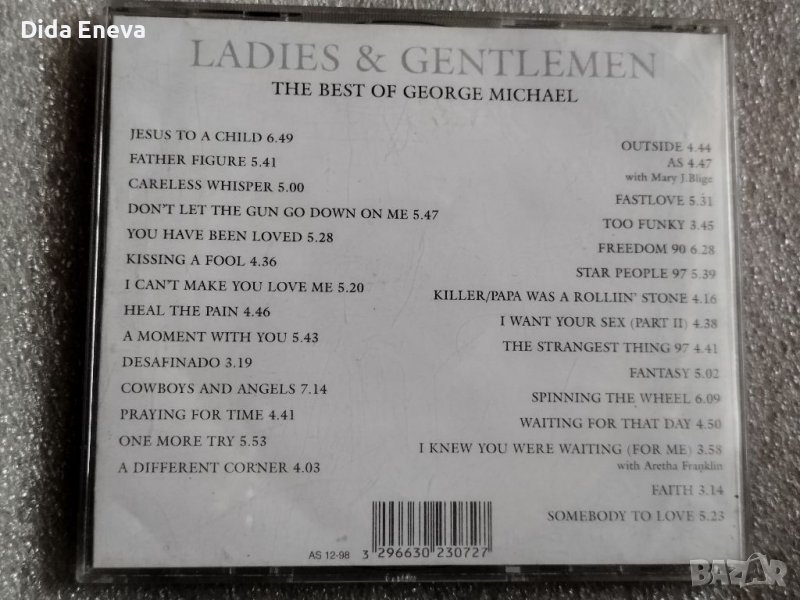 Dida Eneva
LADIES & GENTLEMEN
THE BEST OF GEORGE MICHAEL
JESUS TO A CHILD 6.49
FATHER FIGURE 5.41
CARELESS WHISPER 5.00
DON'T LET THE GUN GO DOWN ON ME 5.47
YOU HAVE BEEN LOVED 5.28
KISSING A FOOL 4.36
I CAN'T MAKE YOU LOVE ME 5.20
HEAL THE PAIN 4.46
A MOMENT WITH YOU 5.43
DESAFINADO 3.19
COWBOYS AND ANGELS 7.14
PRAYING FOR TIME 4.41
ONE MORE TRY 5.53
A DIFFERENT CORNER 4.03
OUTSIDE 4.44
AS 4.47
with Mary J.Blige
FASTLOVE 5.31
TOO FUNKY 3.45
FREEDOM 90 6.28
STAR PEOPLE 97 5.39
KILLER/PAPA WAS A ROLLIIN' STONE 4.16
I WANT YOUR SEX (PART II) 4.38
THE STRANGEST THING 97 4.41
FANTASY 5.02
SPINNING THE WHEEL 6.09
WAITING FOR THAT DAY 4.50
I KNEW YOU WERE WAITING (FOR ME) 3.58
with Aretha Franklin
FAITH 3.14
SOMEBODY TO LOVE 5.23
AS 12-98
3 296630 230727
BAZAR